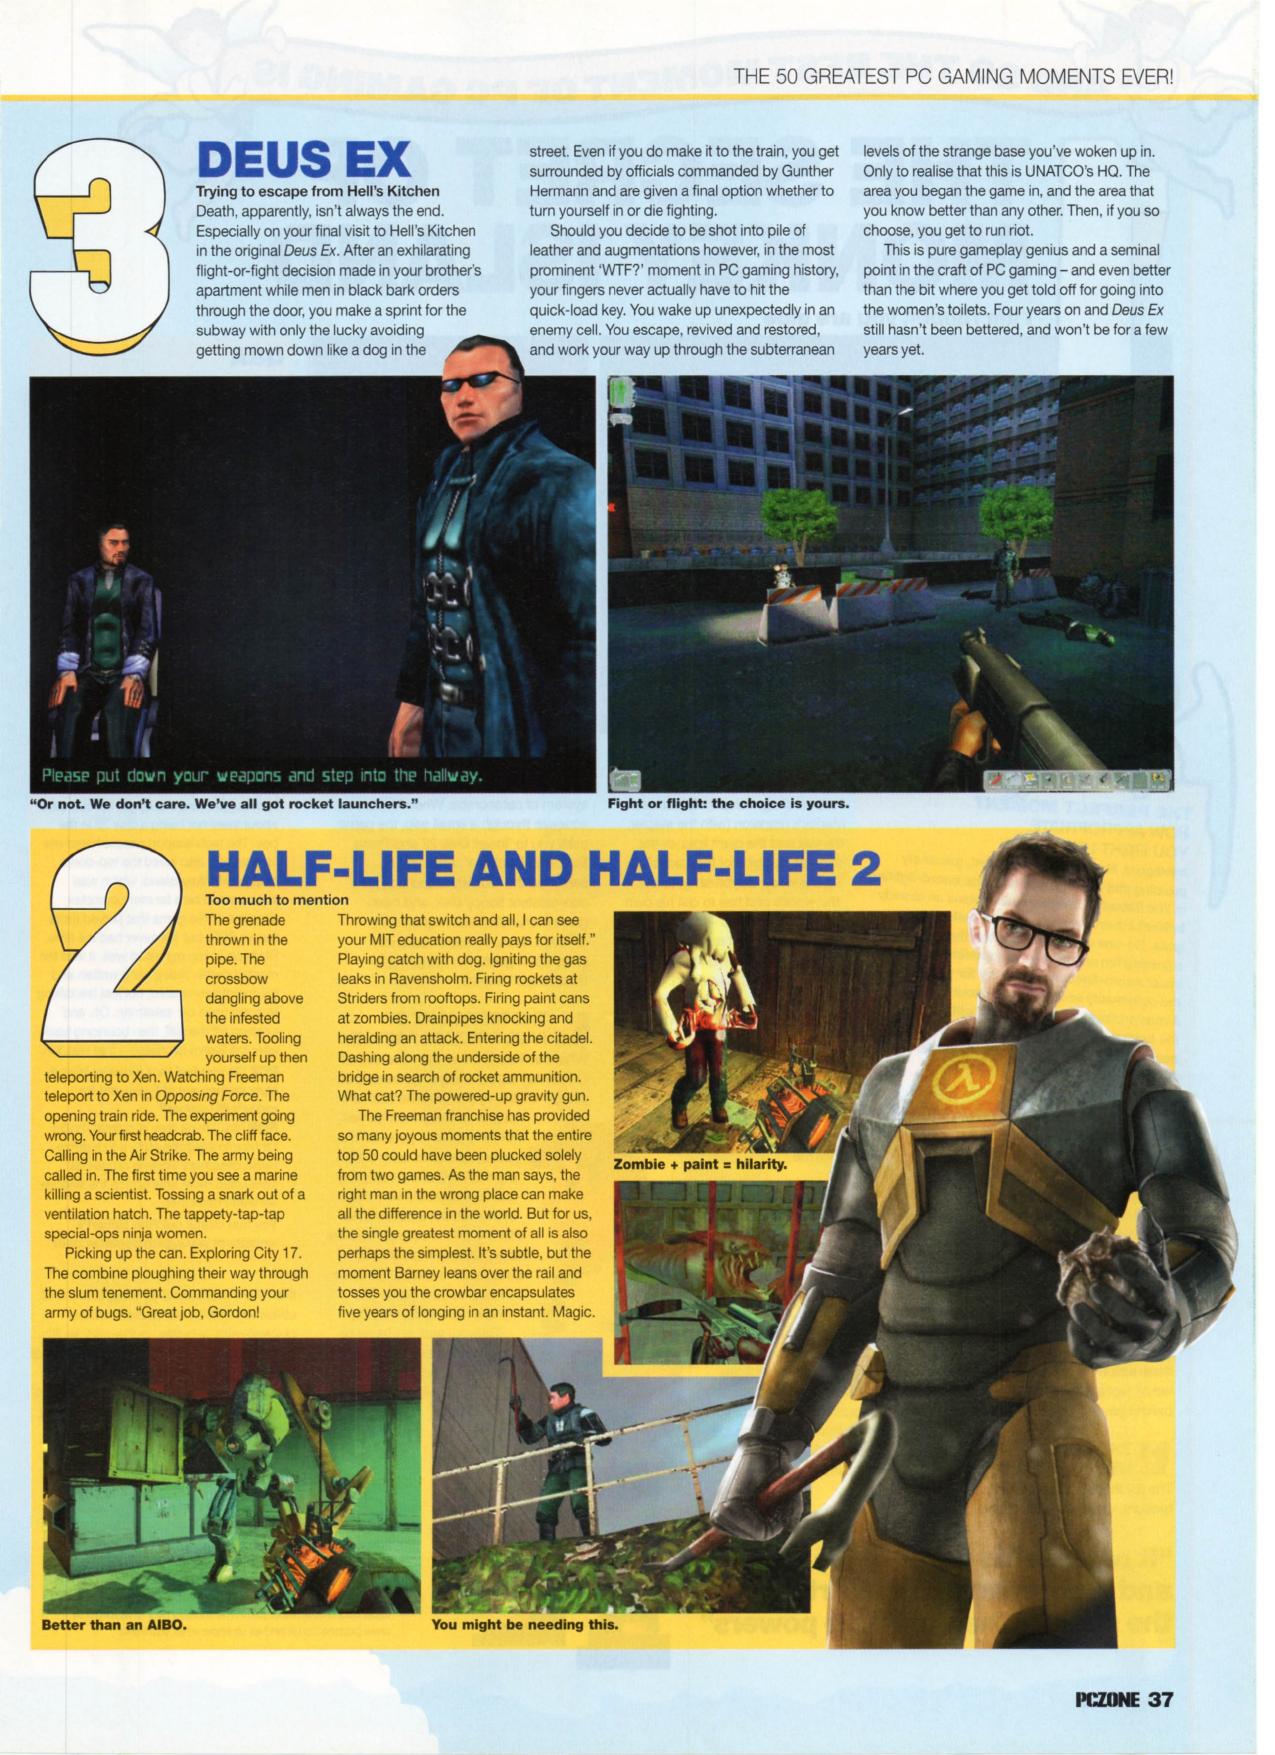 THE 50 GREATEST PC GAMING MOMENTS EVER!
3
DEUS EX
Trying to escape from Hell's Kitchen
Death, apparently, isn't always the end.
Especially on your final visit to Hell's Kitchen
in the original Deus Ex. After an exhilarating
flight-or-fight decision made in your brother's
apartment while men in black bark orders
through the door, you make a sprint for the
subway with only the lucky avoiding
getting mown down like a dog in the
street. Even if you do make it to the train, you get
surrounded by officials commanded by Gunther
Hermann and are given a final option whether to
turn yourself in or die fighting.
Should you decide to be shot into pile of
leather and augmentations however, in the most
prominent 'WTF?' moment in PC gaming history,
your fingers never actually have to hit the
quick-load key. You wake up unexpectedly in an
enemy cell. You escape, revived and restored,
and work your way up through the subterranean
levels of the strange base you've woken up in.
Only to realise that this is UNATCO's HQ. The
area you began the game in, and the area that
you know better than any other. Then, if you so
choose, you get to run riot.
This is pure gameplay genius and a seminal
point in the craft of PC gaming – and even better
than the bit where you get told off for going into
the women's toilets. Four years on and Deus Ex
still hasn't been bettered, and won't be for a few
years yet.
Please put down your weapons and step into the hallway.
"Or not. We don't care. We've all got rocket launchers."
Fight or flight: the choice is yours.
2
HALF-LIFE AND HALF-LIFE 2
Too much to mention
The grenade
thrown in the
pipe. The
crossbow
dangling above
the infested
waters. Tooling
yourself up then
teleporting to Xen. Watching Freeman
teleport to Xen in Opposing Force. The
opening train ride. The experiment going
wrong. Your first headcrab. The cliff face.
Calling in the Air Strike. The army being
called in. The first time you see a marine
killing a scientist. Tossing a snark out of a
ventilation hatch. The tappety-tap-tap
special-ops ninja women.
Picking up the can. Exploring City 17.
The combine ploughing their way through
the slum tenement. Commanding your
army of bugs. "Great job, Gordon!
Throwing that switch and all, I can see
your MIT education really pays for itself."
Playing catch with dog. Igniting the gas
leaks in Ravensholm. Firing rockets at
Striders from rooftops. Firing paint cans
at zombies. Drainpipes knocking and
heralding an attack. Entering the citadel.
Dashing along the underside of the
bridge in search of rocket ammunition.
What cat? The powered-up gravity gun.
The Freeman franchise has provided
so many joyous moments that the entire
top 50 could have been plucked solely
from two games. As the man says, the
right man in the wrong place can make
all the difference in the world. But for us,
the single greatest moment of all is also
perhaps the simplest. It's subtle, but the
moment Barney leans over the rail and
tosses you the crowbar encapsulates
five years of longing in an instant. Magic.
Zombie + paint = hilarity.
Better than an AIBO.
You might be needing this.
PCZONE 37